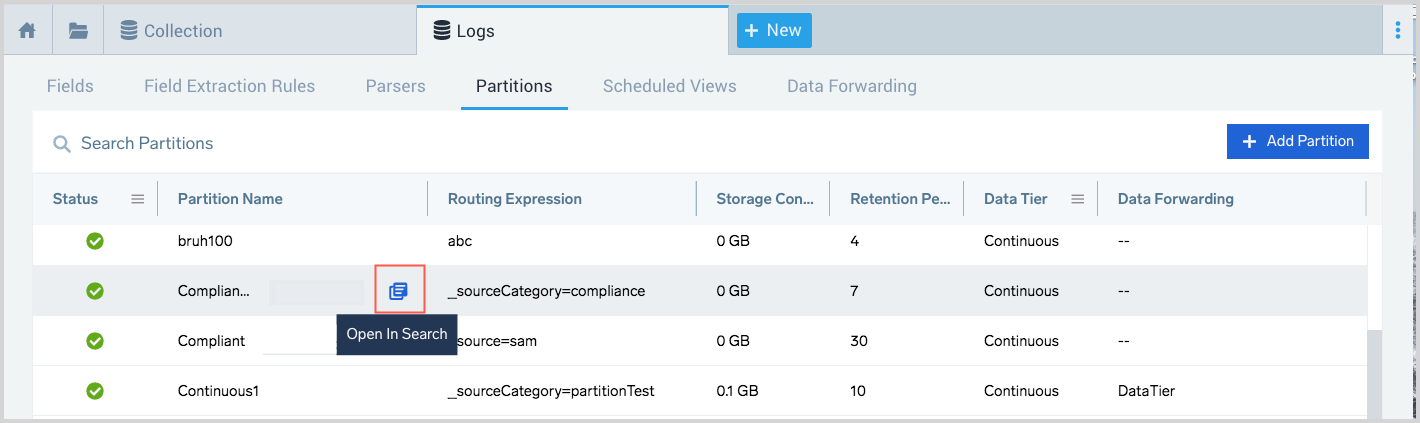 Collection Logs + New
Fields Field Extraction Rules Parsers Partitions Scheduled Views Data Forwarding
Search Partitions + Add Partition
Status Partition Name Routing Expression Storage Con... Retention Pe... Data Tier Data Forwarding
bruh100 abc 0 GB 4 Continuous --
Complian... _sourceCategory=compliance 0 GB 7 Continuous --
Open In Search
Compliant source=sam 0 GB 30 Continuous --
Continuous1 _sourceCategory=partitionTest 0.1 GB 10 Continuous DataTier